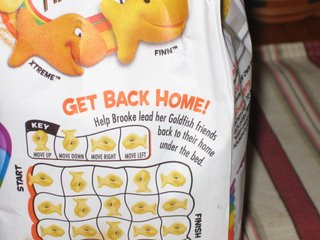 XTREME™
FINN™
GET BACK HOME!
Help Brooke lead her Goldfish friends
back to their home
under the bed.
KEY
MOVE UP
MOVE DOWN
MOVE RIGHT
MOVE LEFT
START
FINISH